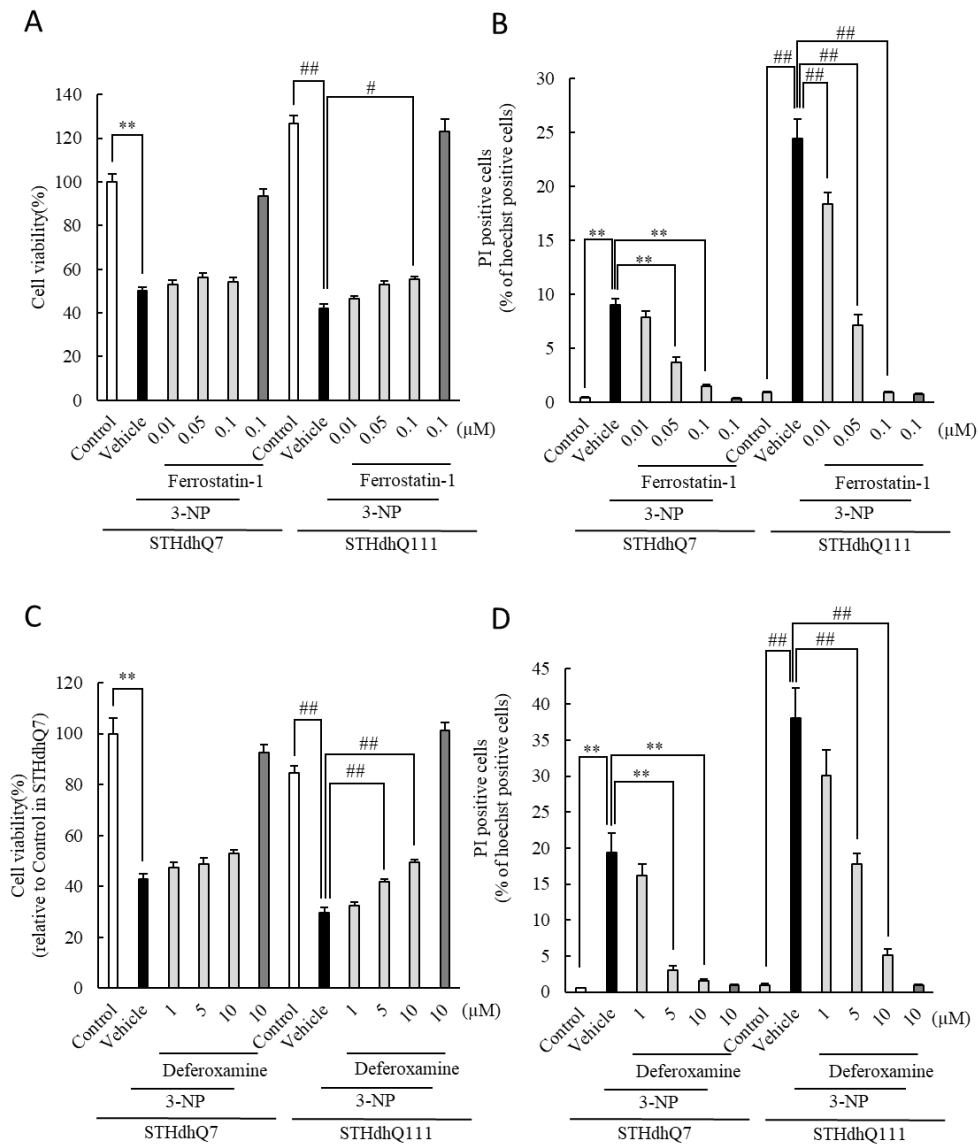 A
Cell viability(%)
140
120
100
80
60
40
20
0
**
##
#
Control Vehicle 0.01 0.05 0.1 0.1 Control Vehicle 0.01 0.05 0.1 0.1 (μM)
Ferrostatin-1 Ferrostatin-1
3-NP 3-NP
STHdhQ7 STHdhQ111
B
PI positive cells
(% of hoechst positive cells)
30
25
20
15
10
5
0
**
**
**
##
##
##
##
Control Vehicle 0.01 0.05 0.1 0.1 Control Vehicle 0.01 0.05 0.1 0.1 (μM)
Ferrostatin-1 Ferrostatin-1
3-NP 3-NP
STHdhQ7 STHdhQ111
C
Cell viability(%)
(relative to Control in STHdhQ7)
120
100
80
60
40
20
0
**
##
##
##
Control Vehicle 1 5 10 10 Control Vehicle 1 5 10 10 (μM)
Deferoxamine Deferoxamine
3-NP 3-NP
STHdhQ7 STHdhQ111
D
PI positive cells
(% of hoechst positive cells)
45
40
35
30
25
20
15
10
5
0
**
**
**
##
##
##
Control Vehicle 1 5 10 10 Control Vehicle 1 5 10 10 (μM)
Deferoxamine Deferoxamine
3-NP 3-NP
STHdhQ7 STHdhQ111